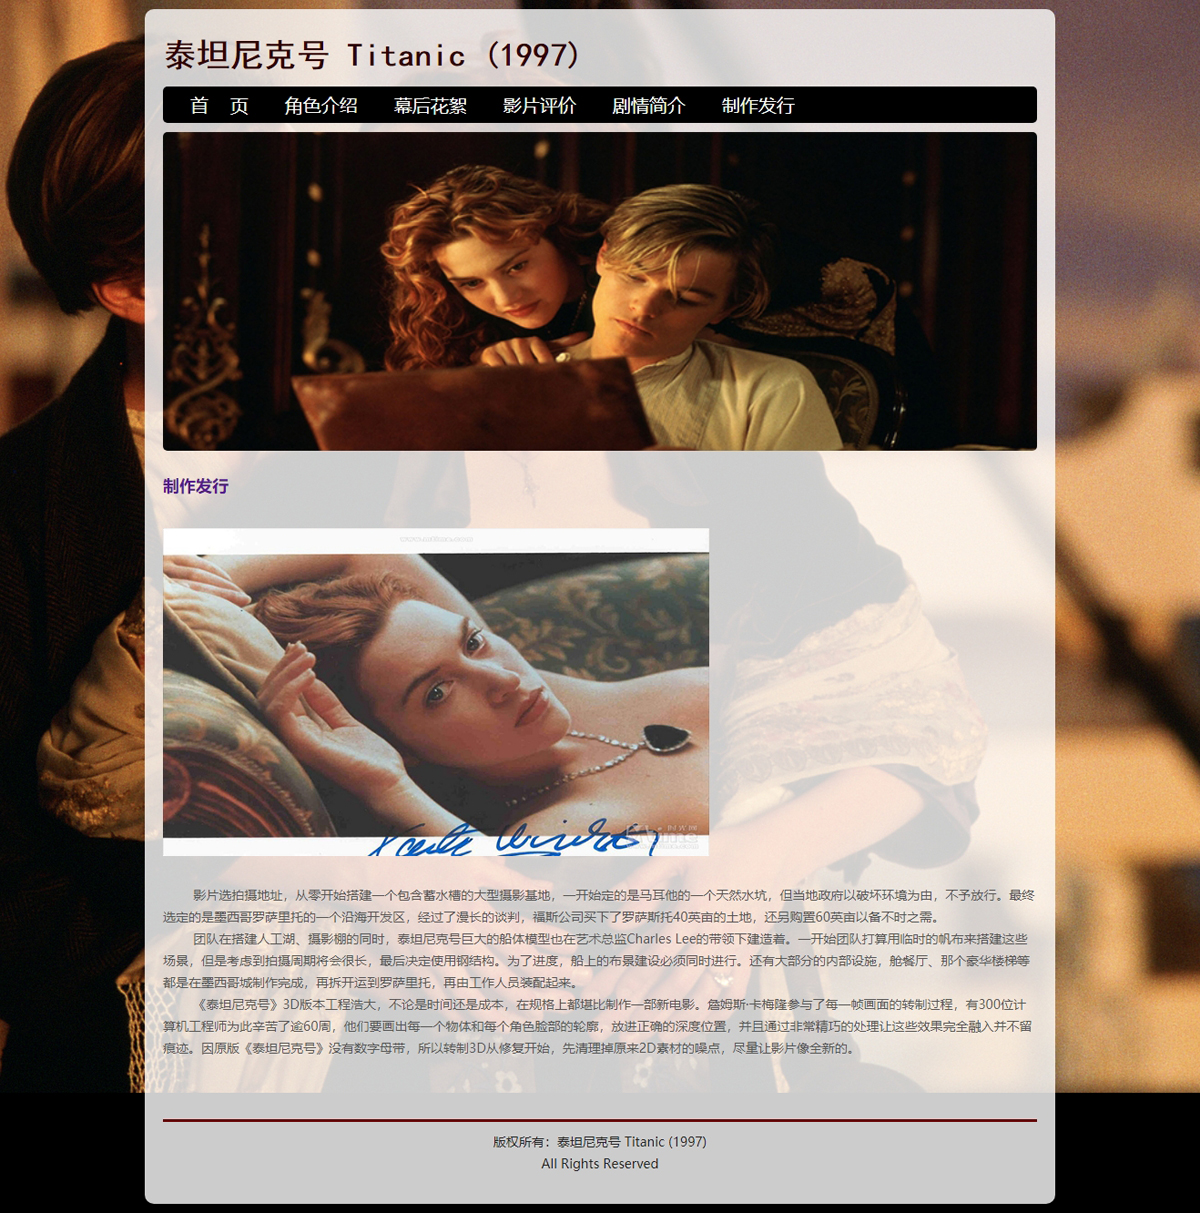 泰坦尼克号 Titanic (1997)
首 页 角色介绍 幕后花絮 影片评价 剧情简介 制作发行
制作发行
影片选拍摄地址，从零开始搭建一个包含蓄水槽的大型摄影基地，一开始定的是马耳他的一个天然水坑，但当地政府以破坏环境为由，不予放行。最终
选定的是墨西哥罗萨里托的一个沿海开发区，经过了漫长的谈判，福斯公司买下了罗萨斯托40英亩的土地，还另购置60英亩以备不时之需。
团队在搭建人工湖、摄影棚的同时，泰坦尼克号巨大的船体模型也在艺术总监Charles Lee的带领下建造着。一开始团队打算用临时的帆布来搭建这些
场景，但是考虑到拍摄周期将会很长，最后决定使用钢结构。为了进度，船上的布景建设必须同时进行。还有大部分的内部设施，舱餐厅、那个豪华楼梯等
都是在墨西哥城制作完成，再拆开运到罗萨里托，再由工作人员装配起来。
《泰坦尼克号》3D版本工程浩大，不论是时间还是成本，在规格上都堪比制作一部新电影。詹姆斯·卡梅隆参与了每一帧画面的转制过程，有300位计
算机工程师为此辛苦了逾60周，他们要画出每一个物体和每个角色脸部的轮廓，放进正确的深度位置，并且通过非常精巧的处理让这些效果完全融入并不留
痕迹。因原版《泰坦尼克号》没有数字母带，所以转制3D从修复开始，先清理掉原来2D素材的噪点，尽量让影片像全新的。
版权所有：泰坦尼克号 Titanic (1997)
All Rights Reserved